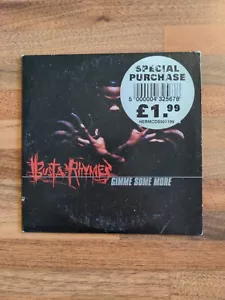 SPECIAL
PURCHASE
5 000004 325678
£1.99
BUSTA RHYMES
GIMME SOME MORE